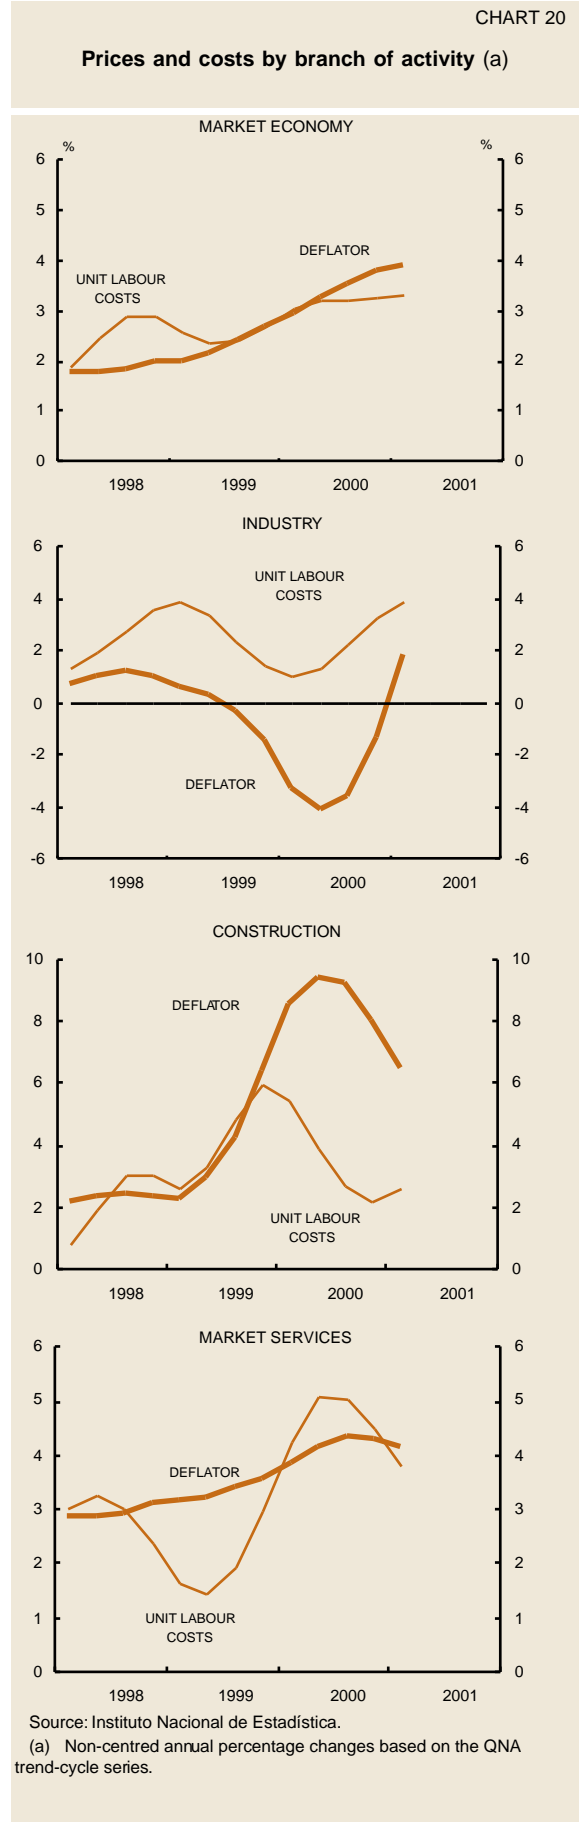 CHART 20
Prices and costs by branch of activity (a)
MARKET ECONOMY
% %
6 6
5 5
DEFLATOR
4 4
UNIT LABOUR
COSTS
3 3
2 2
1 1
0 0
1998 1999 2000 2001
INDUSTRY
6 6
UNIT LABOUR
COSTS
4 4
2 2
0 0
-2 -2
DEFLATOR
-4 -4
-6 -6
1998 1999 2000 2001
CONSTRUCTION
10 10
DEFLATOR
8 8
6 6
4 4
2 2
UNIT LABOUR
COSTS
0 0
1998 1999 2000 2001
MARKET SERVICES
6 6
5 5
4 4
DEFLATOR
3 3
2 2
1 1
UNIT LABOUR
COSTS
0 0
1998 1999 2000 2001
Source: Instituto Nacional de Estadística.
(a) Non-centred annual percentage changes based on the QNA
trend-cycle series.